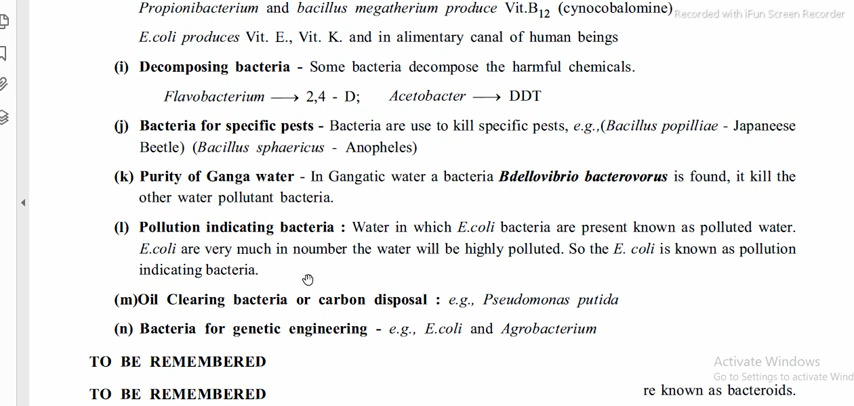 Propionibacterium and bacillus megatherium produce Vit.B12 (cynocobalomine)
Recorded with iFun Screen Recorder
E.coli produces Vit. E., Vit. K. and in alimentary canal of human beings
(i) Decomposing bacteria - Some bacteria decompose the harmful chemicals.
Flavobacterium ⟶ 2,4 - D; Acetobacter ⟶ DDT
(j) Bacteria for specific pests - Bacteria are use to kill specific pests, e.g.,(Bacillus popilliae - Japaneese
Beetle) (Bacillus sphaericus - Anopheles)
(k) Purity of Ganga water - In Gangatic water a bacteria Bdellovibrio bacterovorus is found, it kill the
other water pollutant bacteria.
(l) Pollution indicating bacteria : Water in which E.coli bacteria are present known as polluted water.
E.coli are very much in noumber the water will be highly polluted. So the E. coli is known as pollution
indicating bacteria.
(m)Oil Clearing bacteria or carbon disposal : e.g., Pseudomonas putida
(n) Bacteria for genetic engineering - e.g., E.coli and Agrobacterium
TO BE REMEMBERED
Activate Windows
Go to Settings to activate Wind
TO BE REMEMBERED
re known as bacteroids.